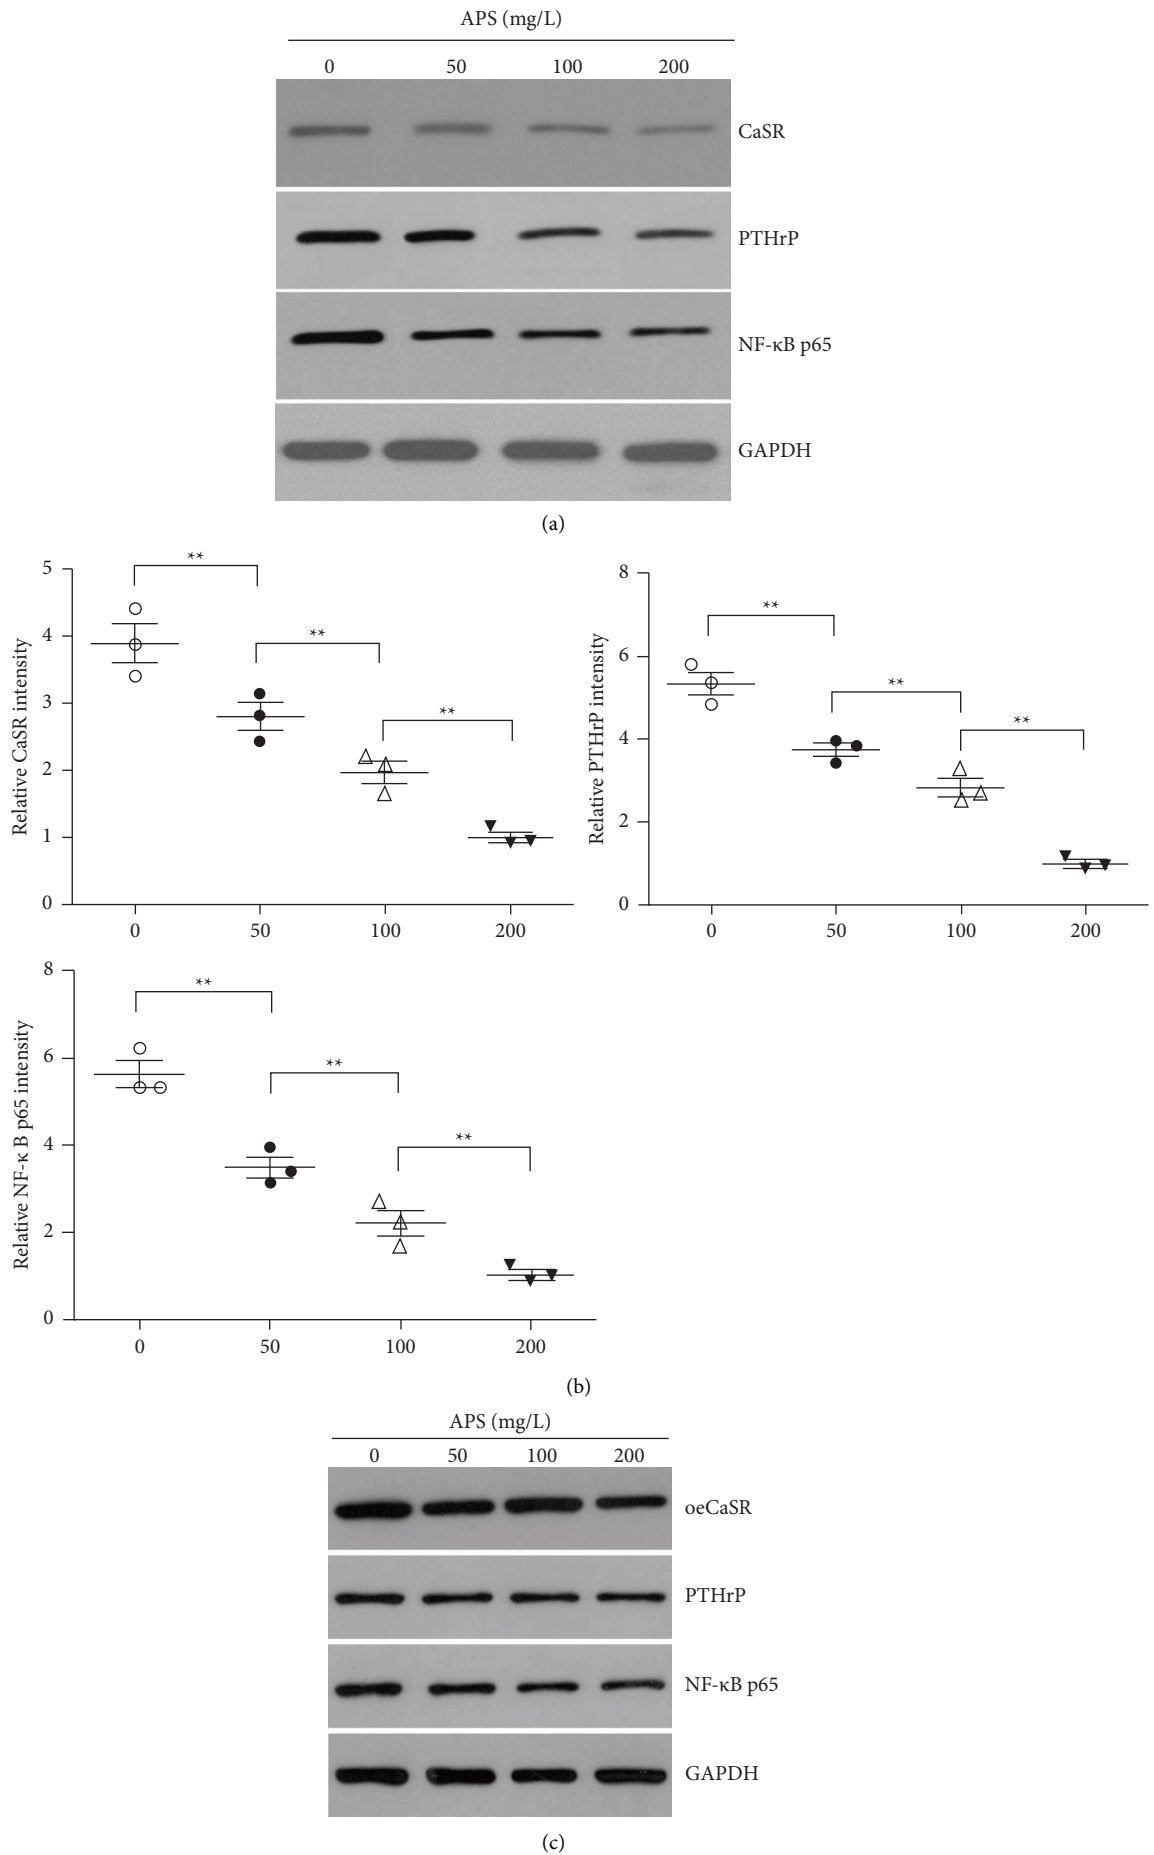 APS (mg/L)
0 50 100 200
CaSR
PTHrP
NF-κB p65
GAPDH
(a)
Relative CaSR intensity
5
4
3
2
1
0
** ** **
0 50 100 200
Relative PTHrP intensity
8
6
4
2
0
** ** **
0 50 100 200
Relative NF-κ B p65 intensity
8
6
4
2
0
** ** **
0 50 100 200
(b)
APS (mg/L)
0 50 100 200
oeCaSR
PTHrP
NF-κB p65
GAPDH
(c)